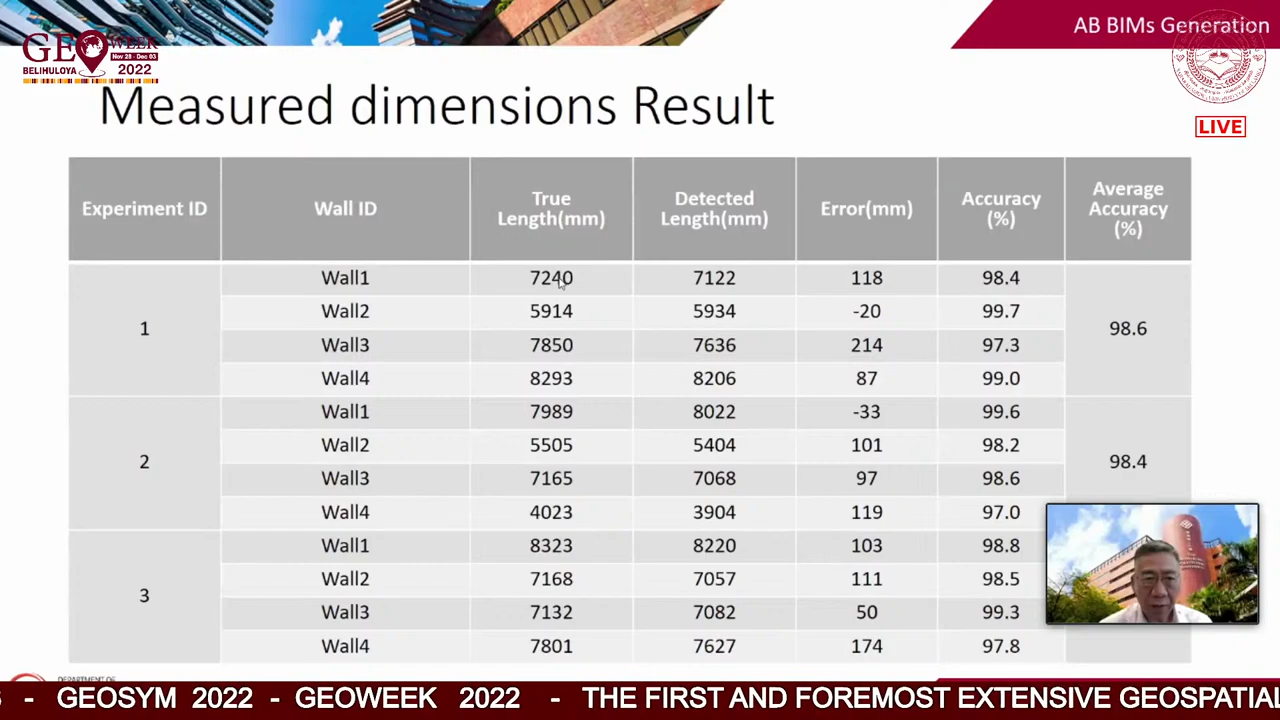 AB BIMs Generation
GEOWEEK
Nov 28 - Dec 03
BELIHULOYA
2022
LIVE
Measured dimensions Result
Experiment ID Wall ID True Length(mm) Detected Length(mm) Error(mm) Accuracy (%) Average Accuracy (%)
1 Wall1 7240 7122 118 98.4 98.6
Wall2 5914 5934 -20 99.7
Wall3 7850 7636 214 97.3
Wall4 8293 8206 87 99.0
2 Wall1 7989 8022 -33 99.6 98.4
Wall2 5505 5404 101 98.2
Wall3 7165 7068 97 98.6
Wall4 4023 3904 119 97.0
3 Wall1 8323 8220 103 98.8
Wall2 7168 7057 111 98.5
Wall3 7132 7082 50 99.3
Wall4 7801 7627 174 97.8
DEPARTMENT OF
- GEOSYM 2022 - GEOWEEK 2022 - THE FIRST AND FOREMOST EXTENSIVE GEOSPATIAL